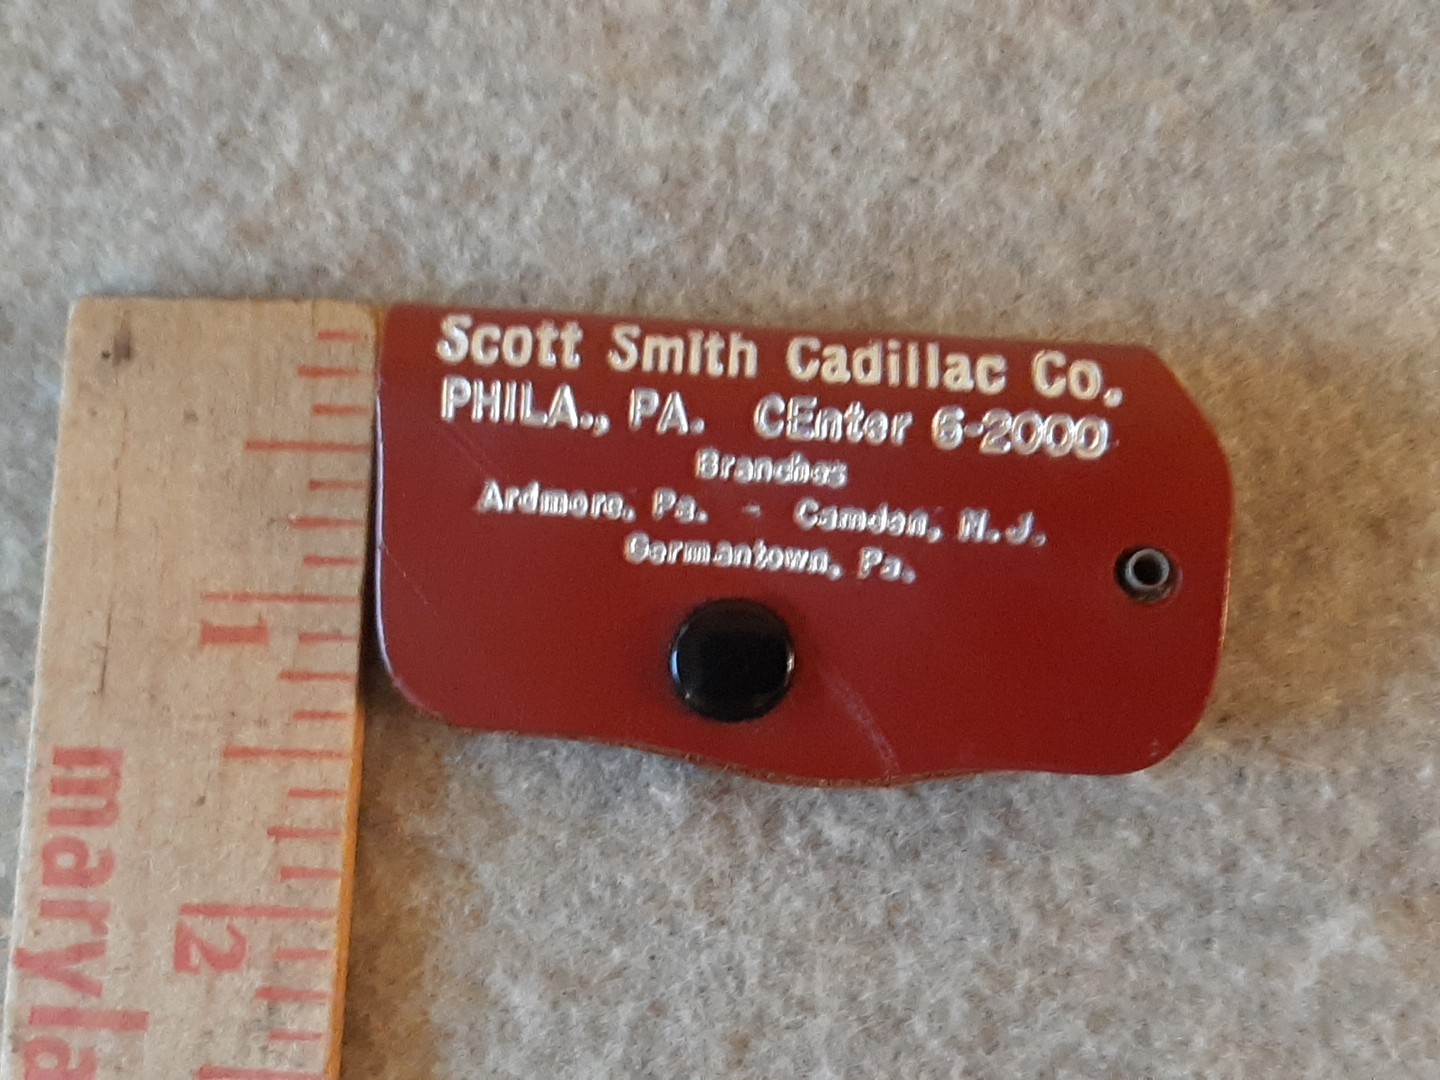 Scott Smith Cadillac Co.
PHILA., PA. CEnter 6-2000
Branches
Ardmore, Pa. - Camden, N.J.
Germantown, Pa.
1
2
maryla